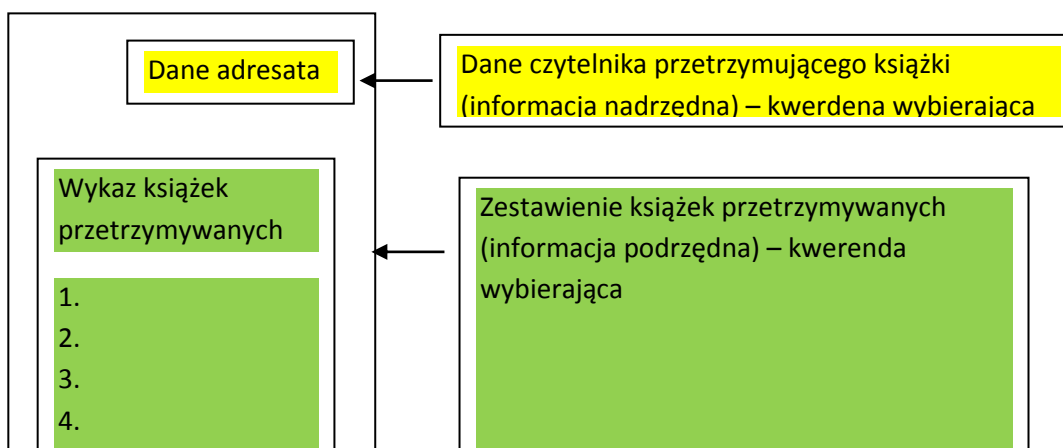 Dane adresata
Dane czytelnika przetrzymującego książki
(informacja nadrzędna) – kwerdena wybierająca
Wykaz książek
przetrzymywanych
1.
2.
3.
4.
Zestawienie książek przetrzymywanych
(informacja podrzędna) – kwerenda
wybierająca